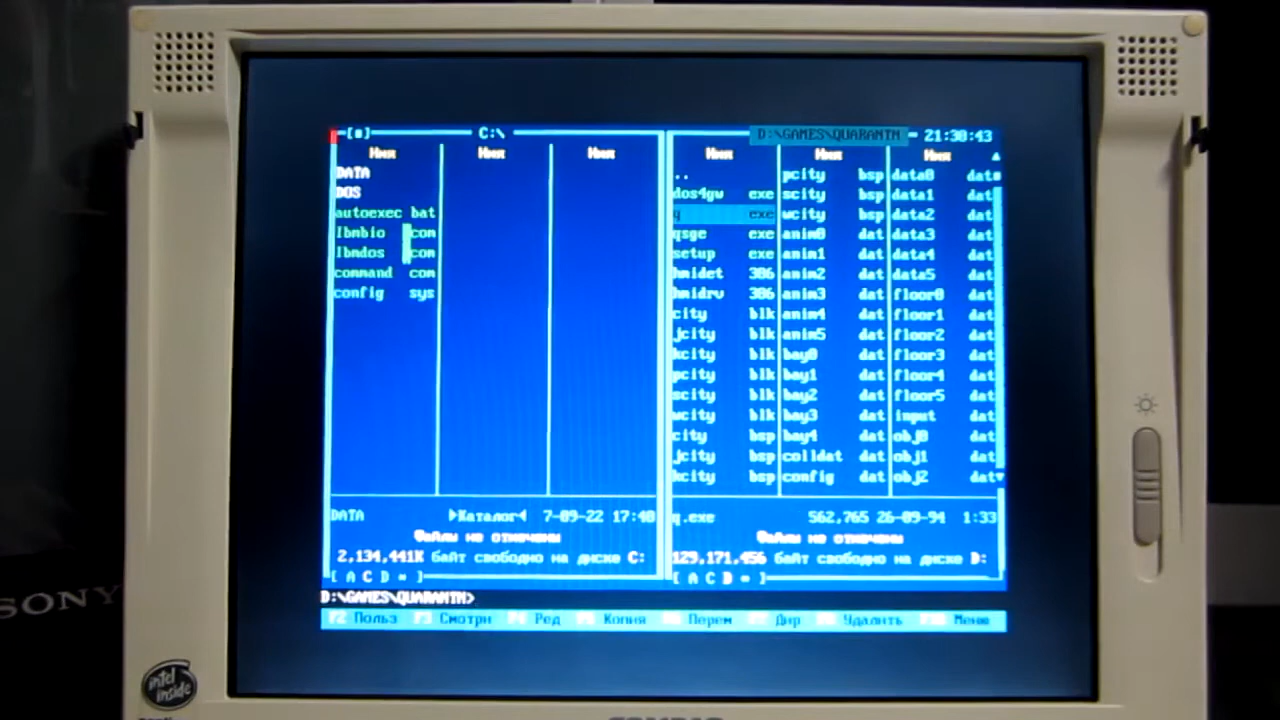 [■] C:\
Имя Имя Имя
DATA
DOS
autoexec bat
Ibmbio com
Ibmdos com
command com
config sys
DATA ►Каталог◄ 7-09-22 17:40
Файлы не отмечены
2,134,441K байт свободно на диске C:
[ A C D = ]
D:\GAMES\QUARANTN 21:30:43
Имя Имя Имя
.. pcity bsp data0 dat
dos4gw exe scity bsp data1 dat
q exe wcity bsp data2 dat
qsge exe anim0 dat data3 dat
setup exe anim1 dat data4 dat
hmidet 386 anim2 dat data5 dat
hmidrv 386 anim3 dat floor0 dat
city blk anim4 dat floor1 dat
jcity blk anim5 dat floor2 dat
kcity blk bay0 dat floor3 dat
pcity blk bay1 dat floor4 dat
scity blk bay2 dat floor5 dat
wcity blk bay3 dat input dat
city bsp bay4 dat obj0 dat
jcity bsp colldat dat obj1 dat
kcity bsp config dat obj2 dat
q.exe 562,765 26-09-94 1:33
Файлы не отмечены
129,171,456 байт свободно на диске D:
[ A C D = ]
D:\GAMES\QUARANTN>
F2 Польз F3 Смотри F4 Ред F5 Копия F6 Перем F7 Дир F8 Удалить F10 Меню
SONY
intel inside